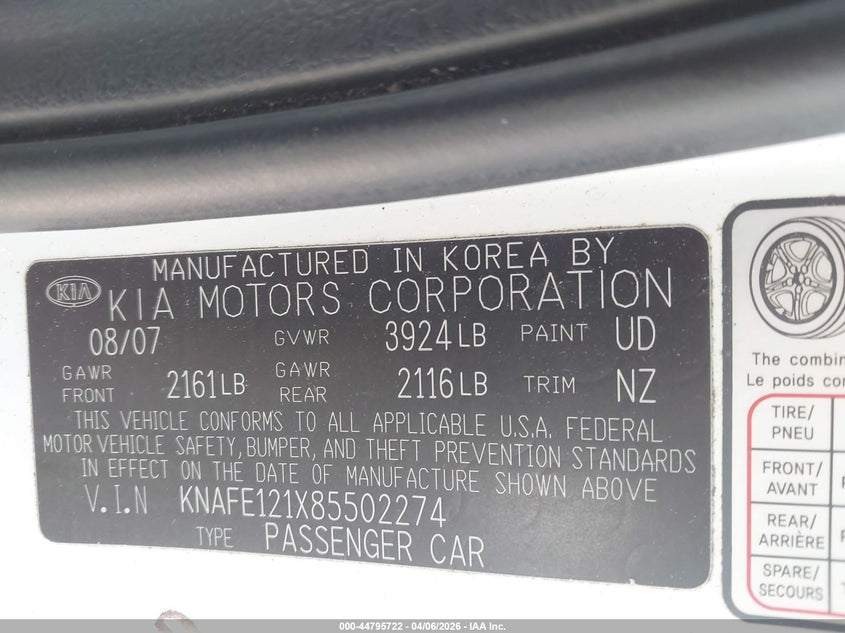 MANUFACTURED IN KOREA BY
KIA KIA MOTORS CORPORATION
08/07 GVWR 3924LB PAINT UD
GAWR FRONT 2161LB GAWR REAR 2116LB TRIM NZ
THIS VEHICLE CONFORMS TO ALL APPLICABLE U.S.A. FEDERAL
MOTOR VEHICLE SAFETY, BUMPER, AND THEFT PREVENTION STANDARDS
IN EFFECT ON THE DATE OF MANUFACTURE SHOWN ABOVE
V.I.N KNAFE121X85502274
TYPE PASSENGER CAR
The combin
Le poids co
TIRE/
PNEU
FRONT/
AVANT
REAR/
ARRIÈRE
SPARE/
SECOURS
000-44795722 - 04/06/2026 - IAA Inc.